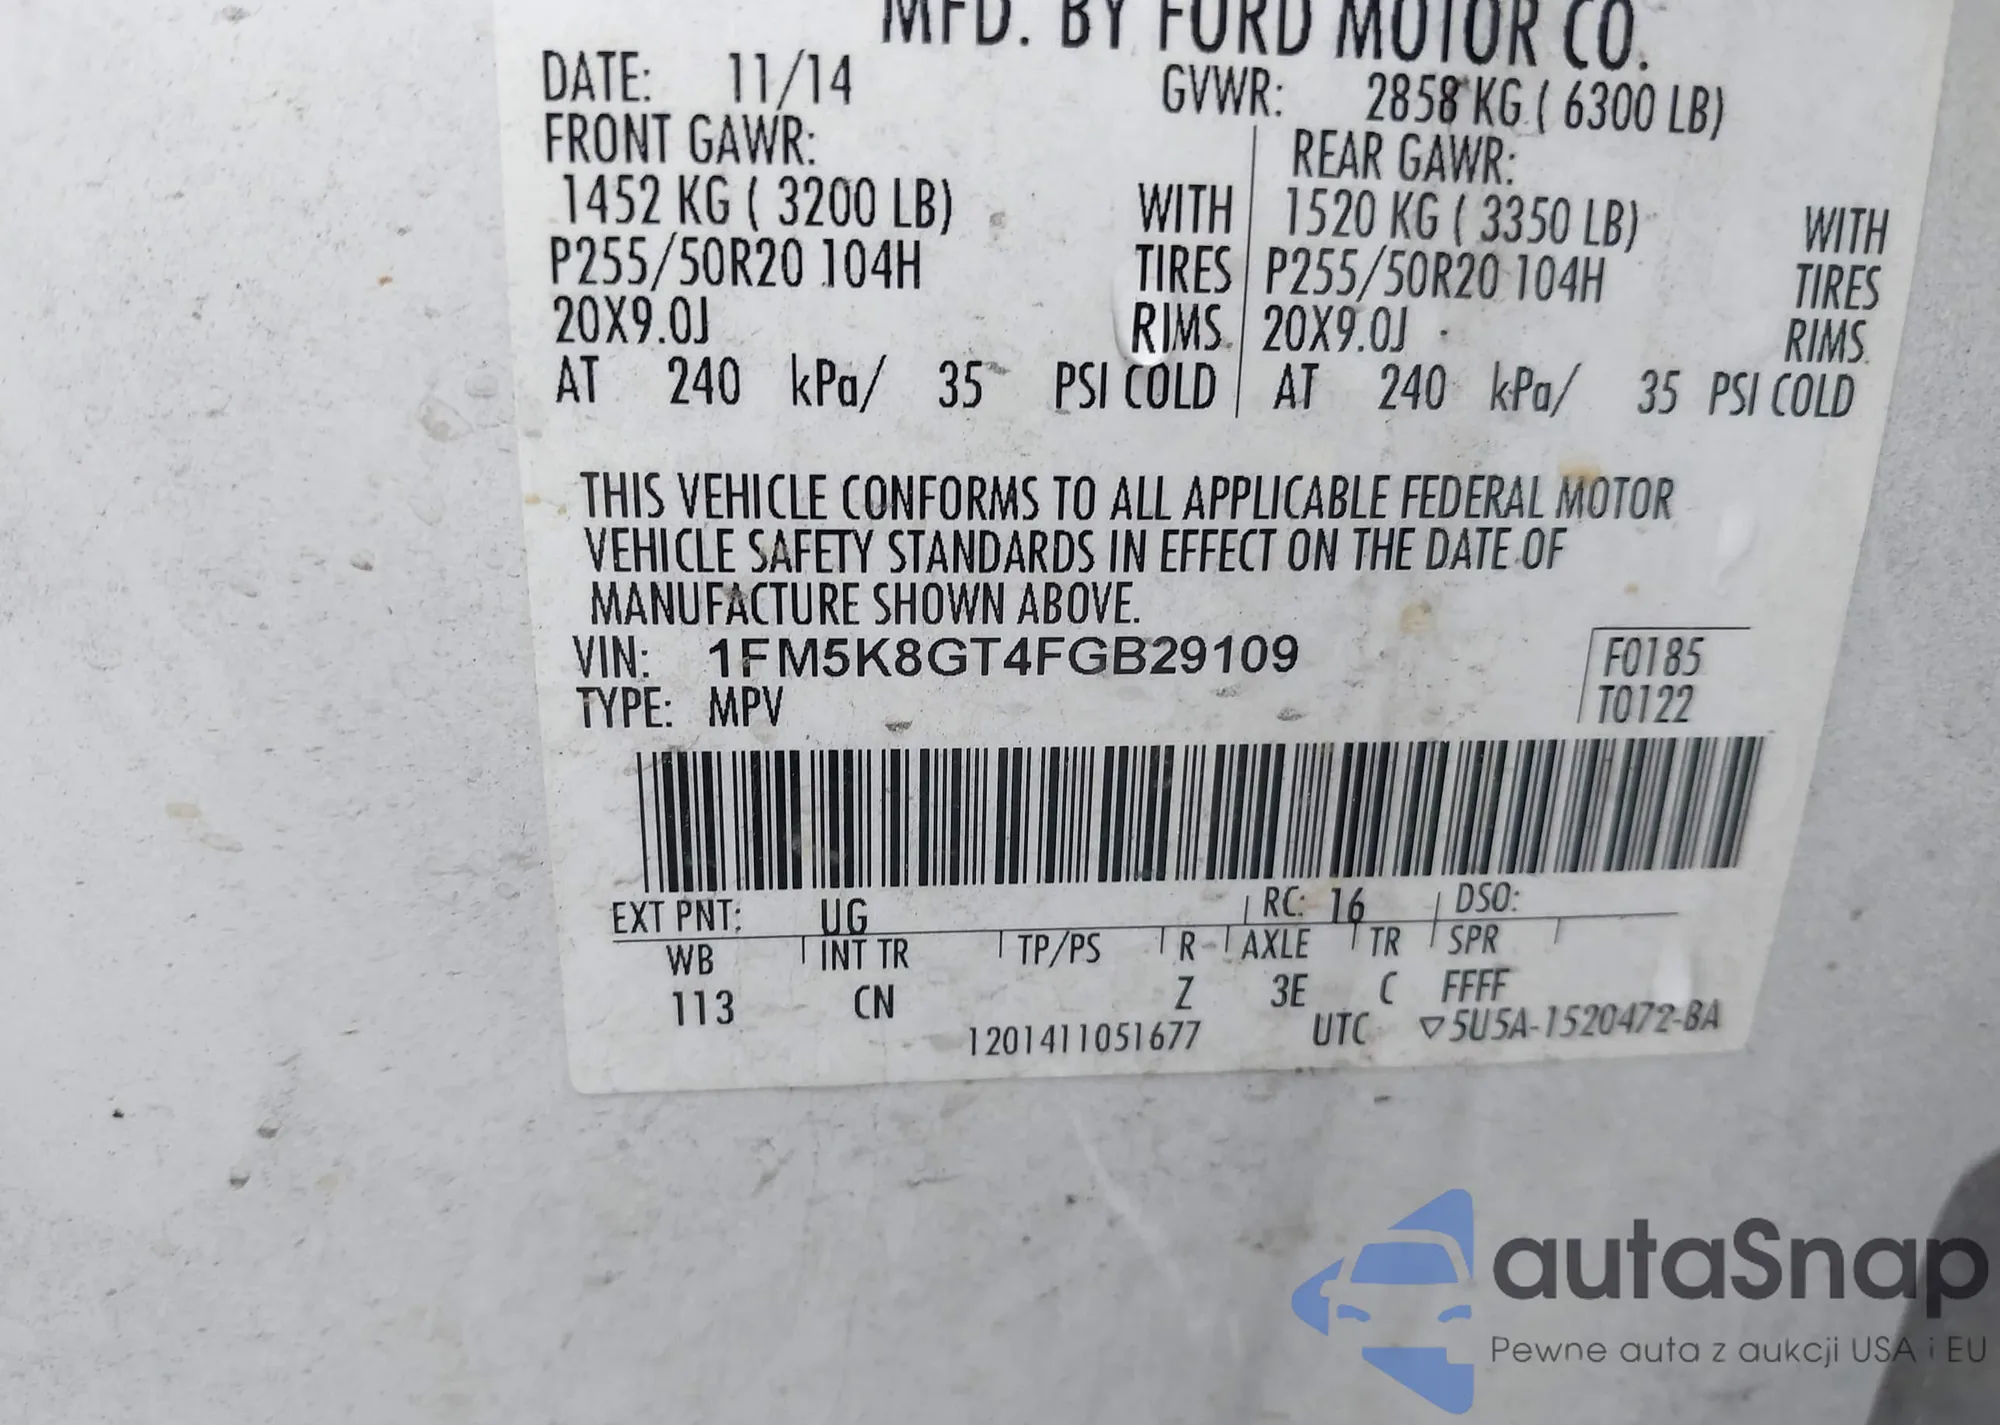 MFD. BY FORD MOTOR CO.
DATE: 11/14 GVWR: 2858 KG ( 6300 LB)
FRONT GAWR: REAR GAWR:
1452 KG ( 3200 LB) WITH 1520 KG ( 3350 LB) WITH
P255/50R20 104H TIRES P255/50R20 104H TIRES
20X9.0J RIMS 20X9.0J RIMS
AT 240 kPa/ 35 PSI COLD AT 240 kPa/ 35 PSI COLD
THIS VEHICLE CONFORMS TO ALL APPLICABLE FEDERAL MOTOR
VEHICLE SAFETY STANDARDS IN EFFECT ON THE DATE OF
MANUFACTURE SHOWN ABOVE.
VIN: 1FM5K8GT4FGB29109 F0185
TYPE: MPV T0122
EXT PNT: UG RC: 16 DSO:
WB INT TR TP/PS R AXLE TR SPR
113 CN Z 3E C FFFF
1201411051677 UTC ▽5U5A-1520472-BA
autaSnap
Pewne auta z aukcji USA i EU